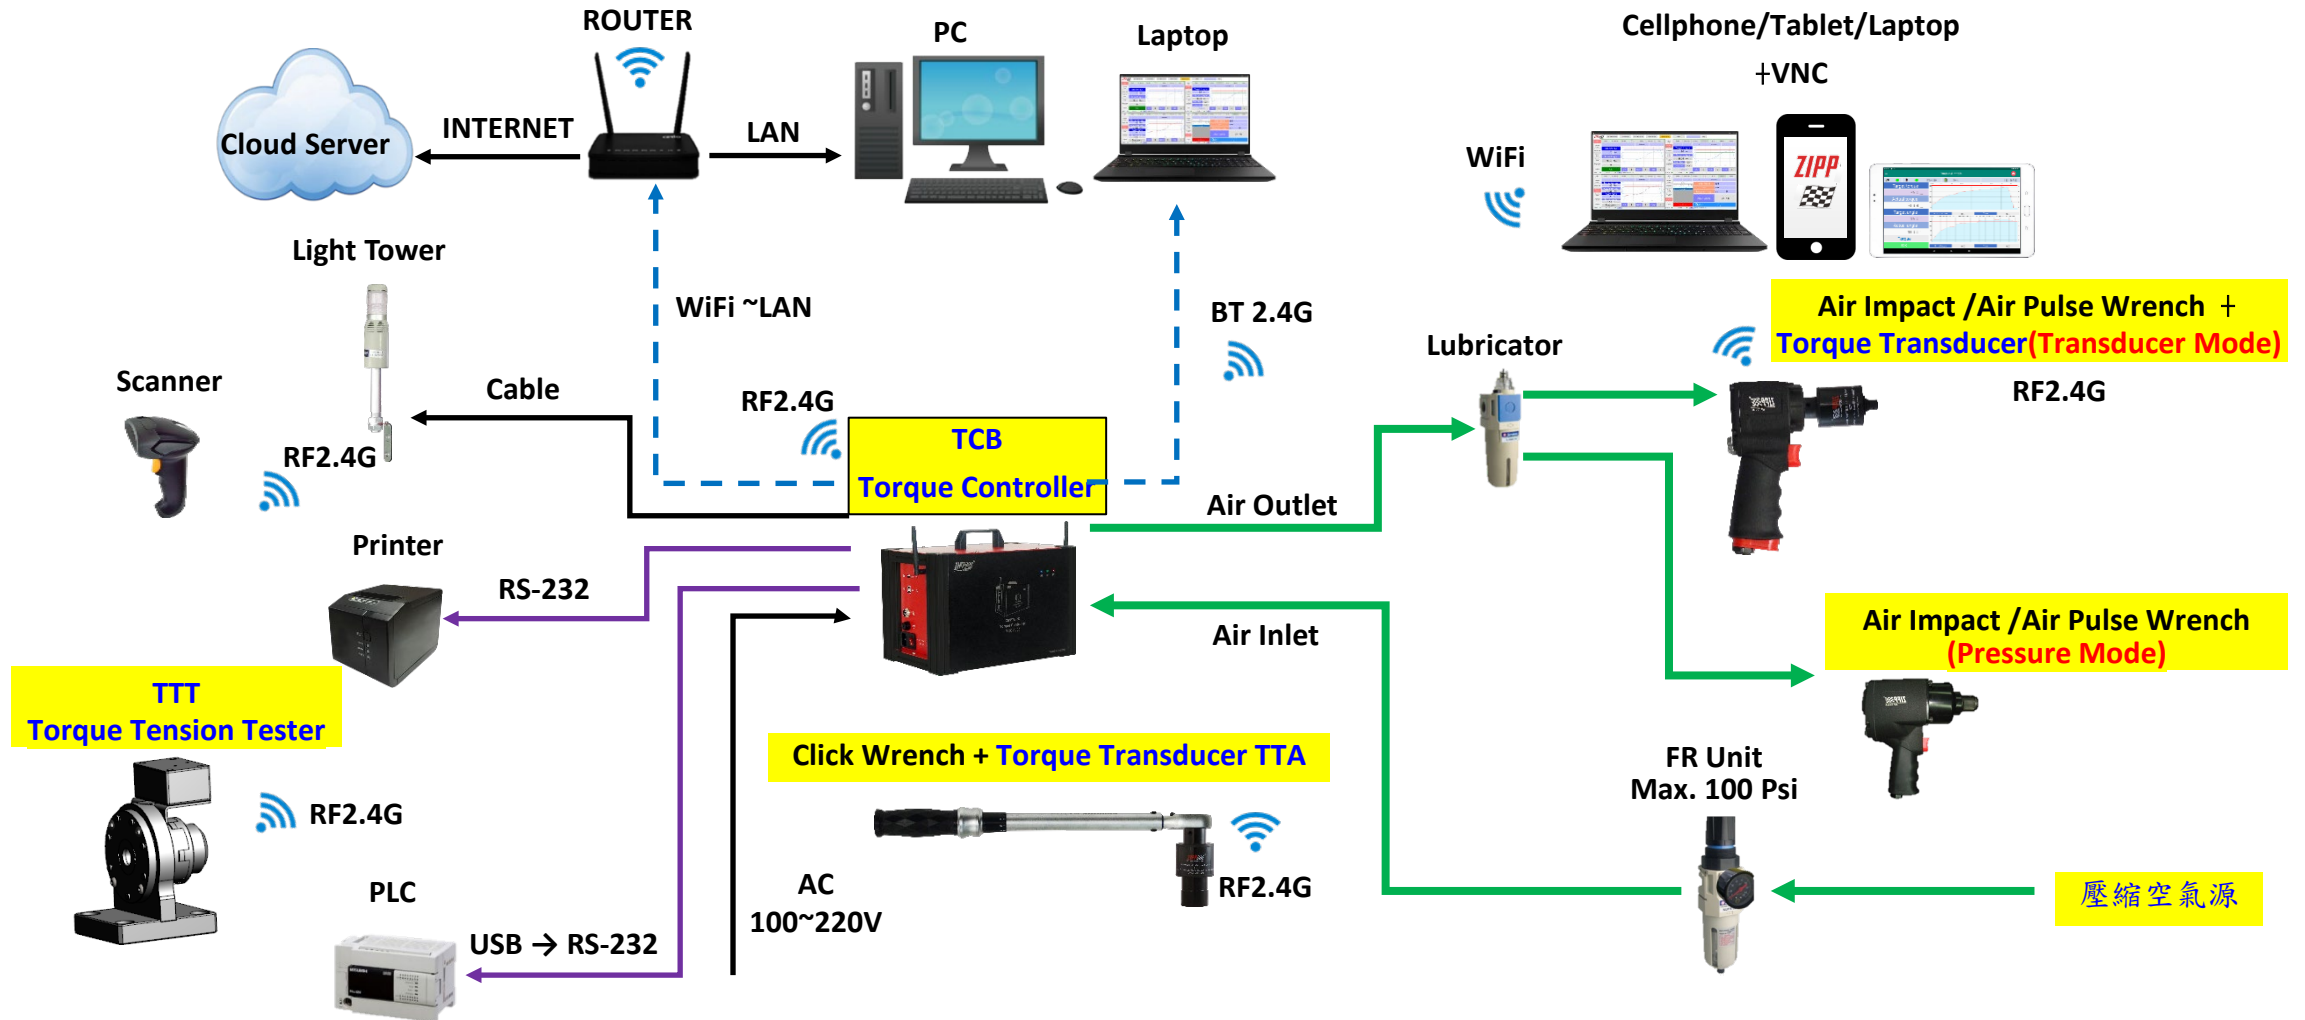 ROUTER
PC
Laptop
Cellphone/Tablet/Laptop
+VNC
Cloud Server
INTERNET
LAN
WiFi
ZIPP
Light Tower
WiFi ~LAN
BT 2.4G
Air Impact /Air Pulse Wrench +
Torque Transducer(Transducer Mode)
RF2.4G
Lubricator
Scanner
Cable
RF2.4G
RF2.4G
TCB
Torque Controller
Air Outlet
Printer
RS-232
Air Inlet
Air Impact /Air Pulse Wrench
(Pressure Mode)
TTT
Torque Tension Tester
RF2.4G
Click Wrench + Torque Transducer TTA
RF2.4G
FR Unit
Max. 100 Psi
PLC
AC
100~220V
USB → RS-232
壓縮空氣源